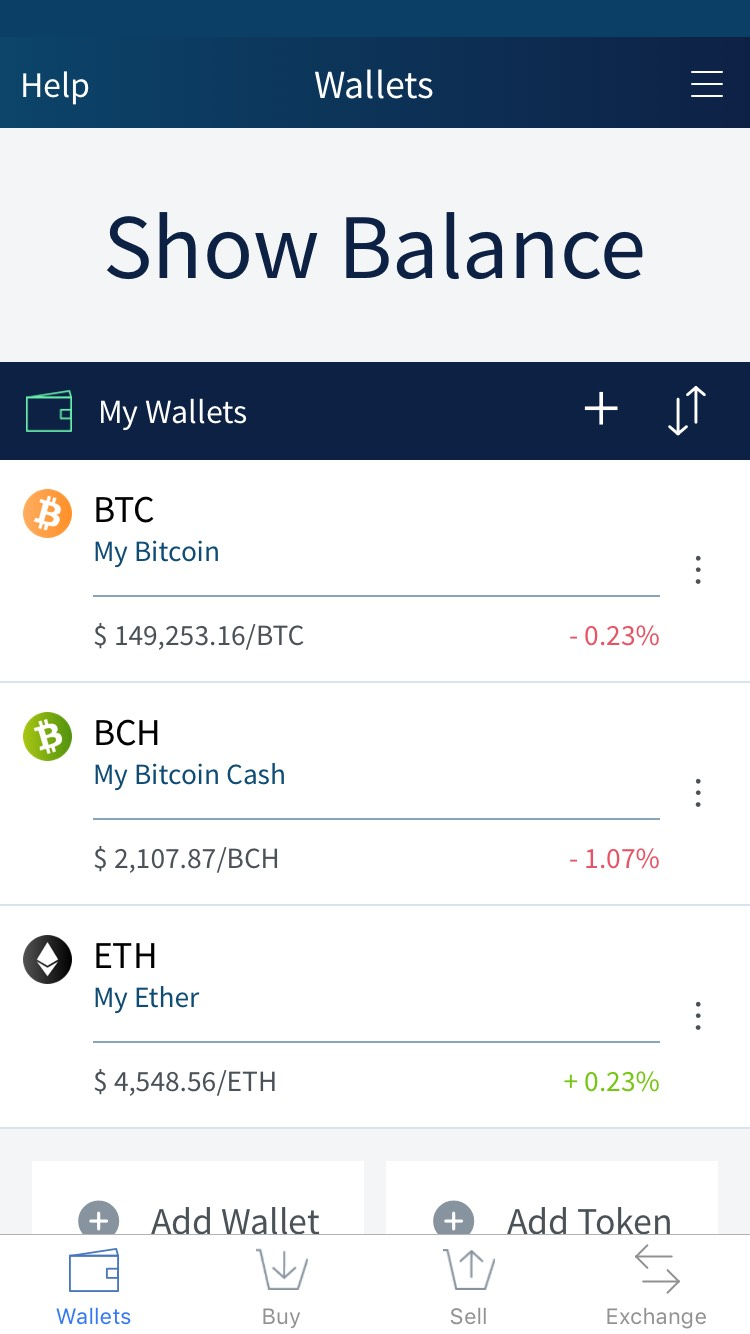 Help Wallets
Show Balance
My Wallets
BTC
My Bitcoin
$ 149,253.16/BTC - 0.23%
BCH
My Bitcoin Cash
$ 2,107.87/BCH - 1.07%
ETH
My Ether
$ 4,548.56/ETH + 0.23%
Add Wallet Add Token
Wallets Buy Sell Exchange